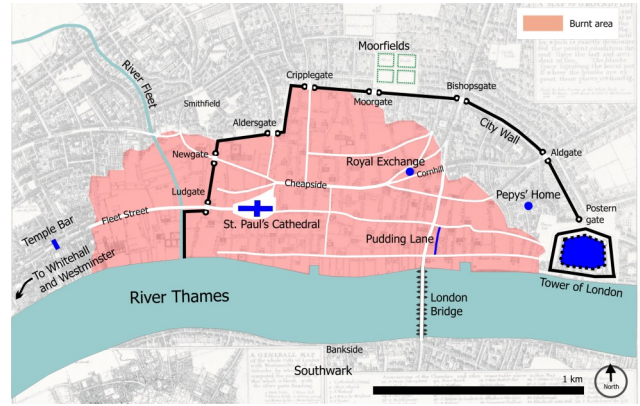 Burnt area
Moorfields
River Fleet
Cripplegate
Bishopsgate
Smithfield
Moorgate
Aldersgate
City Wall
Newgate
Royal Exchange
Aldgate
Cornhill
Cheapside
Ludgate
Pepys' Home
Fleet Street
Postern
gate
St. Paul's Cathedral
Temple Bar
Pudding Lane
To Whitehall
and Westminster
Tower of London
River Thames
London
Bridge
Bankside
Southwark
1 km
North